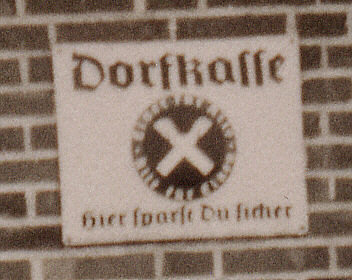 Dorfkasse
Hier sparst Du sicher